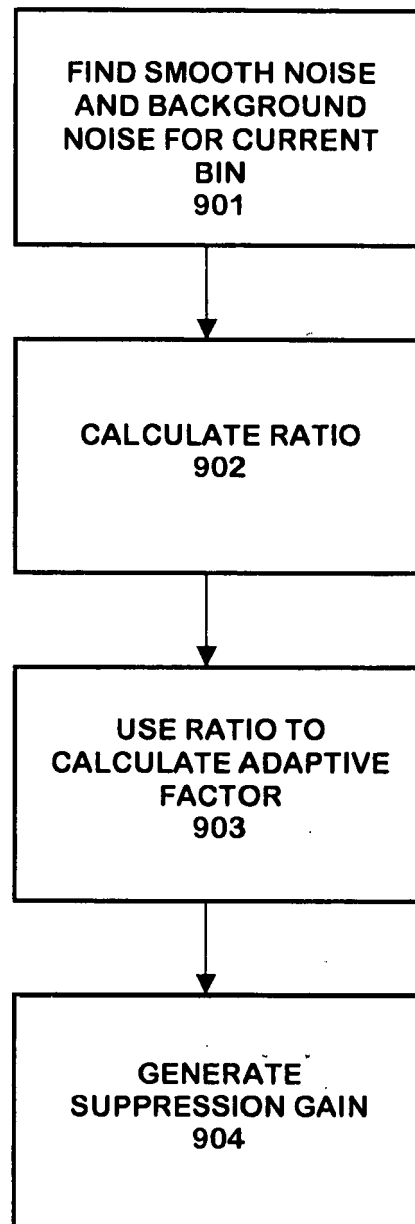 FIND SMOOTH NOISE
AND BACKGROUND
NOISE FOR CURRENT
BIN
901
CALCULATE RATIO
902
USE RATIO TO
CALCULATE ADAPTIVE
FACTOR
903
GENERATE
SUPPRESSION GAIN
904